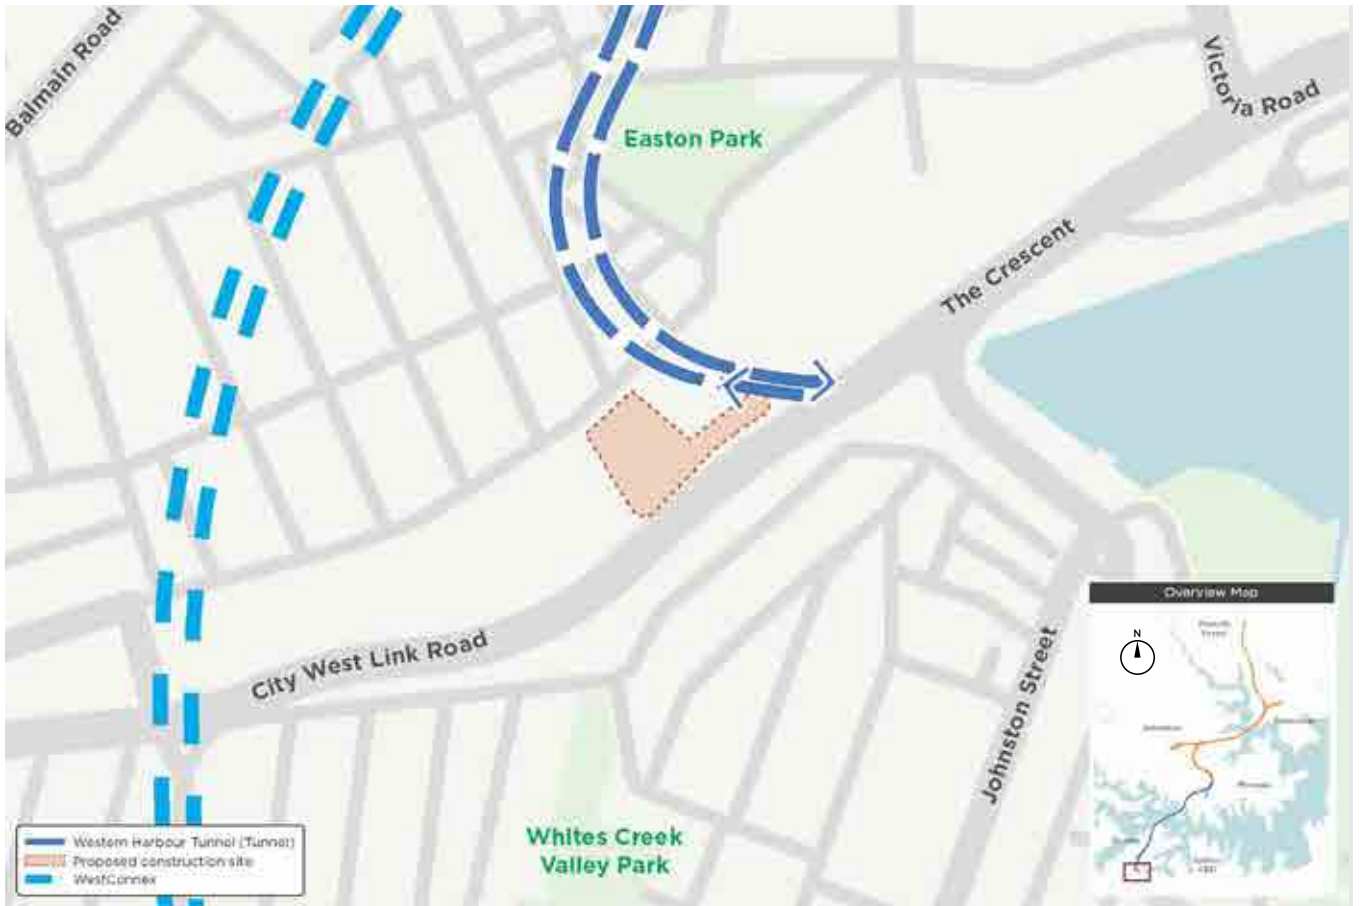 Balmain Road
Victoria Road
Easton Park
The Crescent
City West Link Road
Johnston Street
Whites Creek
Valley Park
Western Harbour Tunnel (Tunnel)
Proposed construction site
WestConnex
Overview Map
N